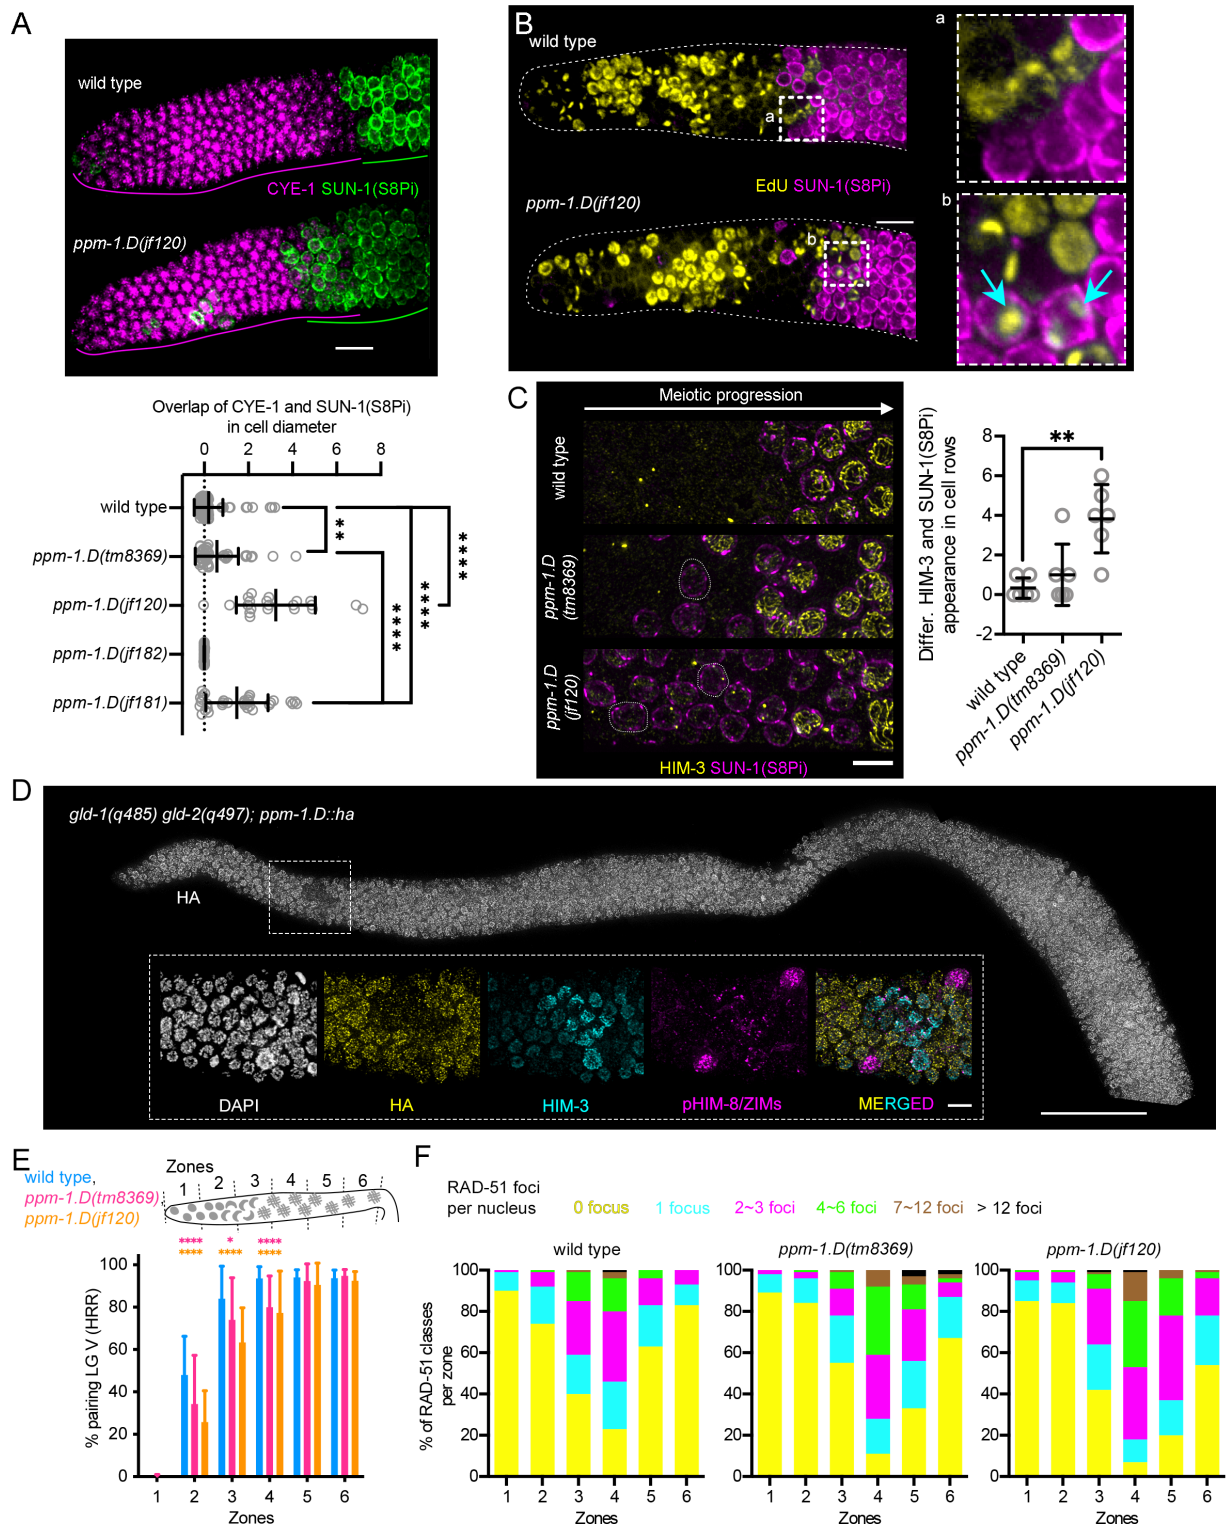 A
wild type
CYE-1 SUN-1(S8Pi)
ppm-1.D(jf120)
Overlap of CYE-1 and SUN-1(S8Pi)
in cell diameter
0 2 4 6 8
wild type
ppm-1.D(tm8369)
ppm-1.D(jf120)
ppm-1.D(jf182)
ppm-1.D(jf181)
**
****
****
****
B
wild type
a
EdU SUN-1(S8Pi)
ppm-1.D(jf120)
b
a
b
C
Meiotic progression
wild type
ppm-1.D
(tm8369)
ppm-1.D
(jf120)
HIM-3 SUN-1(S8Pi)
Differ. HIM-3 and SUN-1(S8Pi)
appearance in cell rows
8
6
4
2
0
-2
**
wild type
ppm-1.D(tm8369)
ppm-1.D(jf120)
D
gld-1(q485) gld-2(q497); ppm-1.D::ha
HA
DAPI
HA
HIM-3
pHIM-8/ZIMs
MERGED
E
wild type,
ppm-1.D(tm8369),
ppm-1.D(jf120)
Zones
1 2 3 4 5 6
**** * ****
**** **** ****
% pairing LG V (HRR)
100
80
60
40
20
0
1 2 3 4 5 6
Zones
F
RAD-51 foci
per nucleus
0 focus 1 focus 2~3 foci 4~6 foci 7~12 foci > 12 foci
% of RAD-51 classes
per zone
wild type
100
80
60
40
20
0
1 2 3 4 5 6
Zones
ppm-1.D(tm8369)
100
80
60
40
20
0
1 2 3 4 5 6
Zones
ppm-1.D(jf120)
100
80
60
40
20
0
1 2 3 4 5 6
Zones